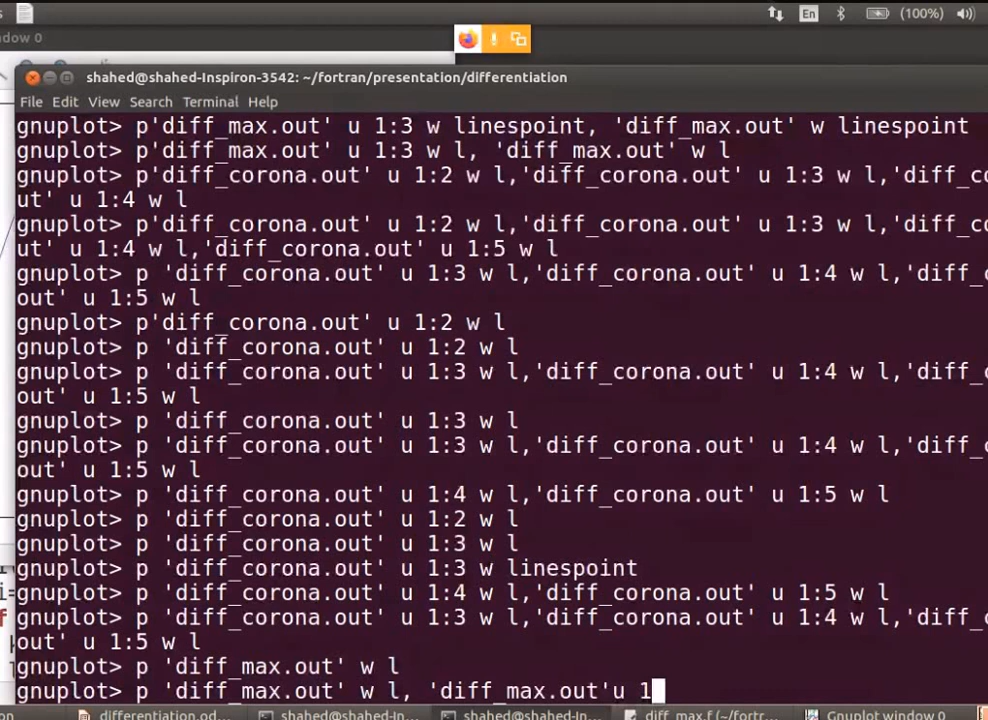 s En (100%)
ndow 0
shahed@shahed-Inspiron-3542: ~/fortran/presentation/differentiation
File Edit View Search Terminal Help
gnuplot> p'diff_max.out' u 1:3 w linespoint, 'diff_max.out' w linespoint
gnuplot> p'diff_max.out' u 1:3 w l, 'diff_max.out' w l
gnuplot> p'diff_corona.out' u 1:2 w l,'diff_corona.out' u 1:3 w l,'diff_co
ut' u 1:4 w l
gnuplot> p'diff_corona.out' u 1:2 w l,'diff_corona.out' u 1:3 w l,'diff_co
ut' u 1:4 w l,'diff_corona.out' u 1:5 w l
gnuplot> p 'diff_corona.out' u 1:3 w l,'diff_corona.out' u 1:4 w l,'diff_c
out' u 1:5 w l
gnuplot> p'diff_corona.out' u 1:2 w l
gnuplot> p 'diff_corona.out' u 1:2 w l
gnuplot> p 'diff_corona.out' u 1:3 w l,'diff_corona.out' u 1:4 w l,'diff_c
out' u 1:5 w l
gnuplot> p 'diff_corona.out' u 1:3 w l
gnuplot> p 'diff_corona.out' u 1:3 w l,'diff_corona.out' u 1:4 w l,'diff_c
out' u 1:5 w l
gnuplot> p 'diff_corona.out' u 1:4 w l,'diff_corona.out' u 1:5 w l
gnuplot> p 'diff_corona.out' u 1:2 w l
gnuplot> p 'diff_corona.out' u 1:3 w l
gnuplot> p 'diff_corona.out' u 1:3 w linespoint
gnuplot> p 'diff_corona.out' u 1:4 w l,'diff_corona.out' u 1:5 w l
gnuplot> p 'diff_corona.out' u 1:3 w l,'diff_corona.out' u 1:4 w l,'diff_c
out' u 1:5 w l
gnuplot> p 'diff_max.out' w l
gnuplot> p 'diff_max.out' w l, 'diff_max.out'u 1
differentiation.od... shahed@shahed-In... shahed@shahed-In... diff_max.f (~/fortr... Gnuplot window 0